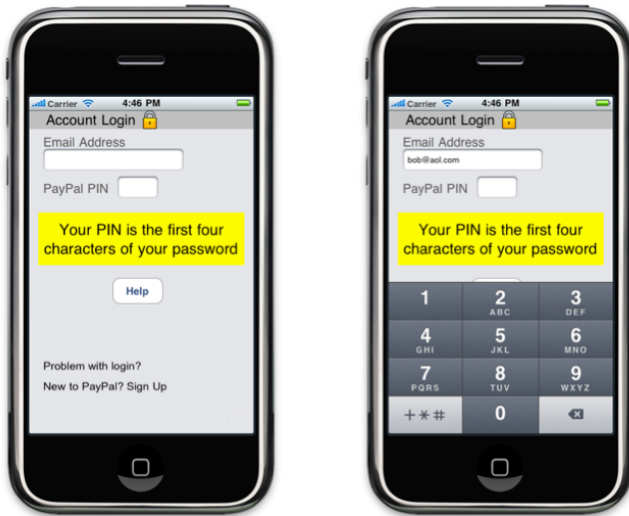 Carrier 4:46 PM
Account Login
Email Address
PayPal PIN
Your PIN is the first four
characters of your password
Help
Problem with login?
New to PayPal? Sign Up
Carrier 4:46 PM
Account Login
Email Address
bob@aol.com
PayPal PIN
Your PIN is the first four
characters of your password
1 2 3
ABC DEF
4 5 6
GHI JKL MNO
7 8 9
PQRS TUV WXYZ
+*# 0